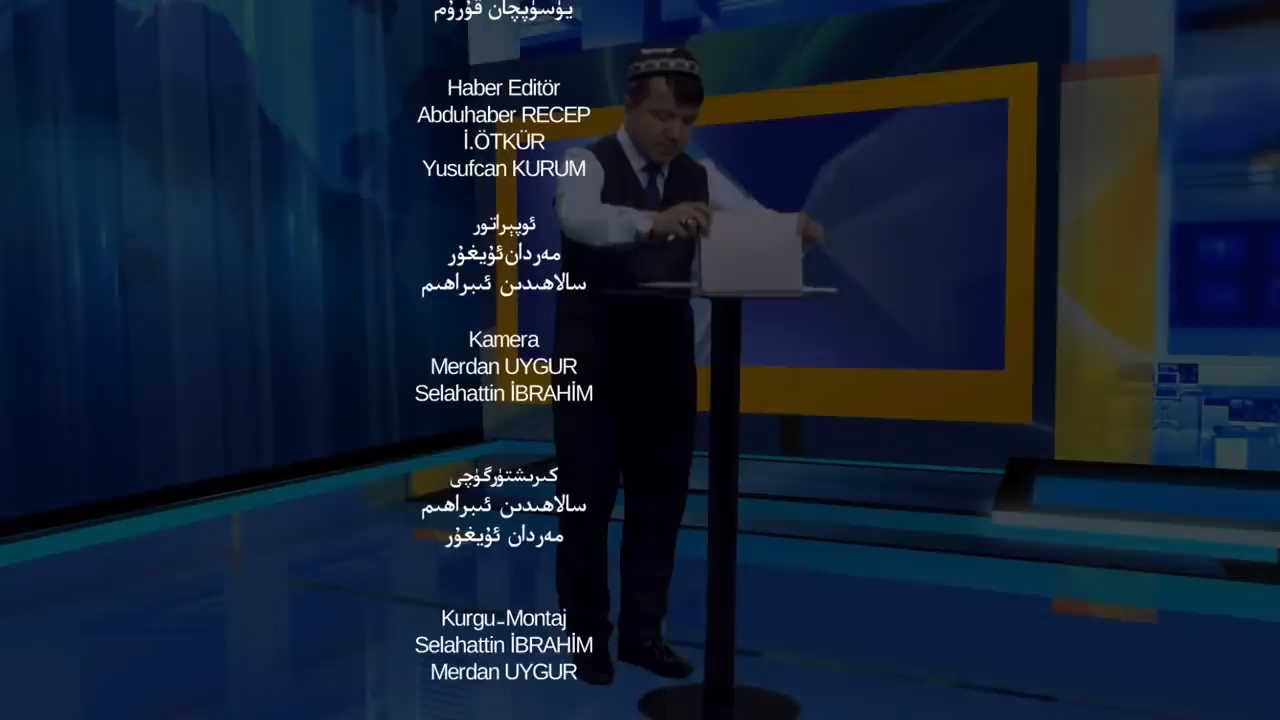 يۈسۈپچان قۇرۇم
Haber Editör
Abduhaber RECEP
İ.ÖTKÜR
Yusufcan KURUM
ئوپېراتور
مەردان ئۇيغۇر
سالاھىدىن ئىبراھىم
Kamera
Merdan UYGUR
Selahattin İBRAHİM
كىرىشتۈرگۈچى
سالاھىدىن ئىبراھىم
مەردان ئۇيغۇر
Kurgu-Montaj
Selahattin İBRAHİM
Merdan UYGUR